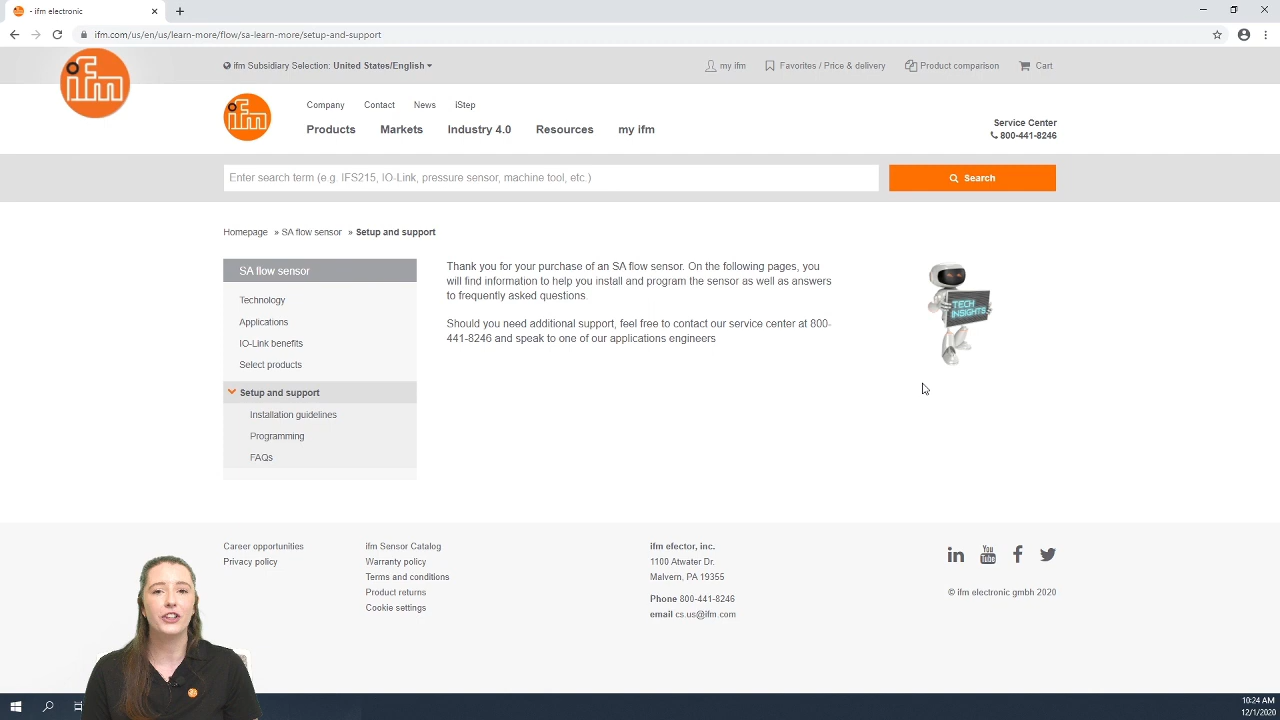 - ifm electronic
ifm.com/us/en/us/learn-more/flow/sa-learn-more/setup-and-support
ifm
ifm Subsidiary Selection: United States/English
my ifm
Favorites / Price & delivery
Product comparison
Cart
ifm
Company
Contact
News
iStep
Products
Markets
Industry 4.0
Resources
my ifm
Service Center
800-441-8246
Enter search term (e.g. IFS215, IO-Link, pressure sensor, machine tool, etc.)
Search
Homepage » SA flow sensor » Setup and support
SA flow sensor
Technology
Applications
IO-Link benefits
Select products
Setup and support
Installation guidelines
Programming
FAQs
Thank you for your purchase of an SA flow sensor. On the following pages, you
will find information to help you install and program the sensor as well as answers
to frequently asked questions.
Should you need additional support, feel free to contact our service center at 800-
441-8246 and speak to one of our applications engineers
TECH
INSIGHTS
Career opportunities
Privacy policy
ifm Sensor Catalog
Warranty policy
Terms and conditions
Product returns
Cookie settings
ifm efector, inc.
1100 Atwater Dr.
Malvern, PA 19355
Phone 800-441-8246
email cs.us@ifm.com
in
You
Tube
f
© ifm electronic gmbh 2020
10:24 AM
12/1/2020